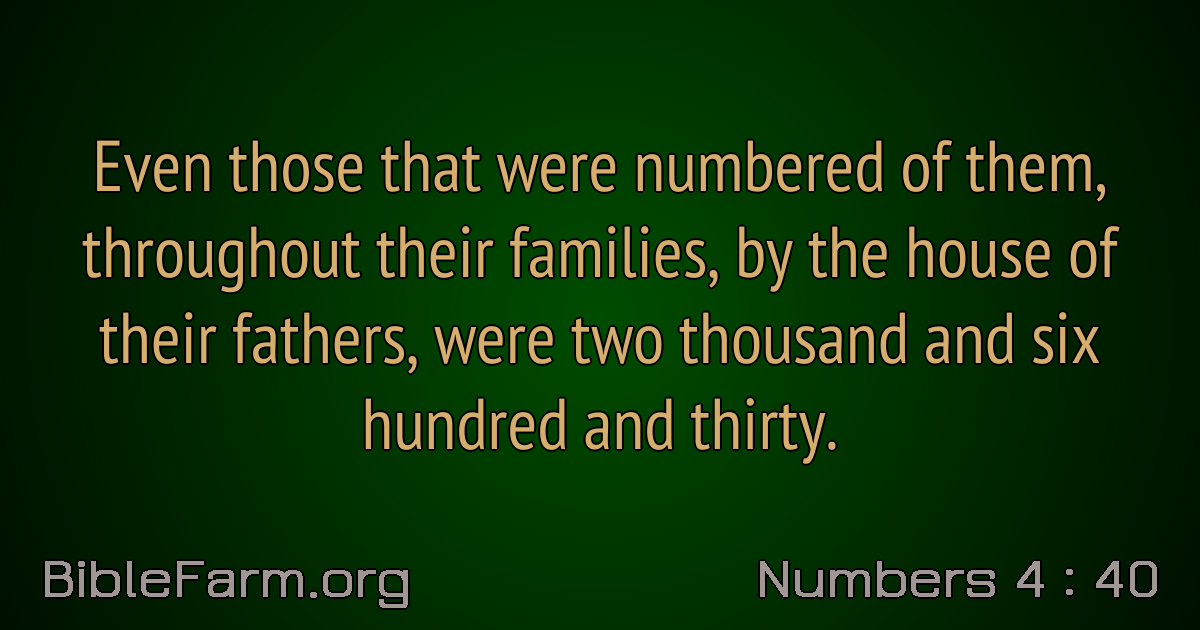 Even those that were numbered of them,
throughout their families, by the house of
their fathers, were two thousand and six
hundred and thirty.
BibleFarm.org
Numbers 4 : 40